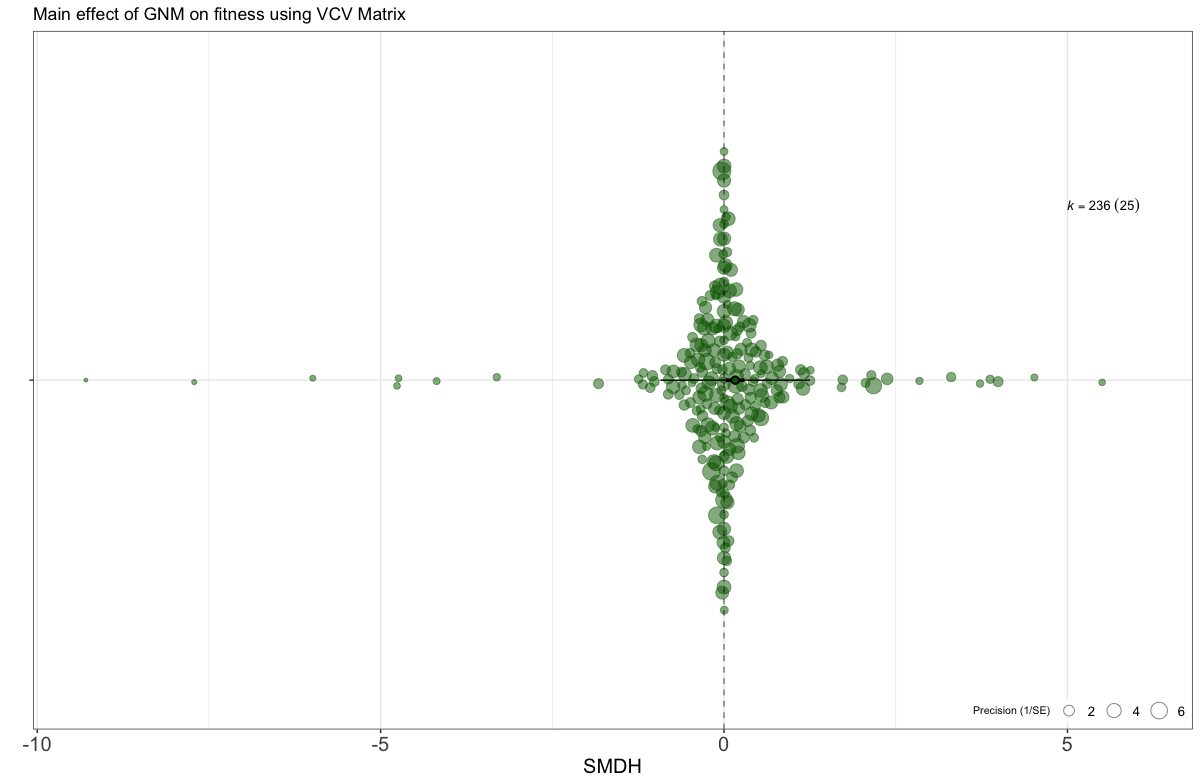 Main effect of GNM on fitness using VCV Matrix
k = 236 (25)
Precision (1/SE) 2 4 6
-10 -5 0 5
SMDH